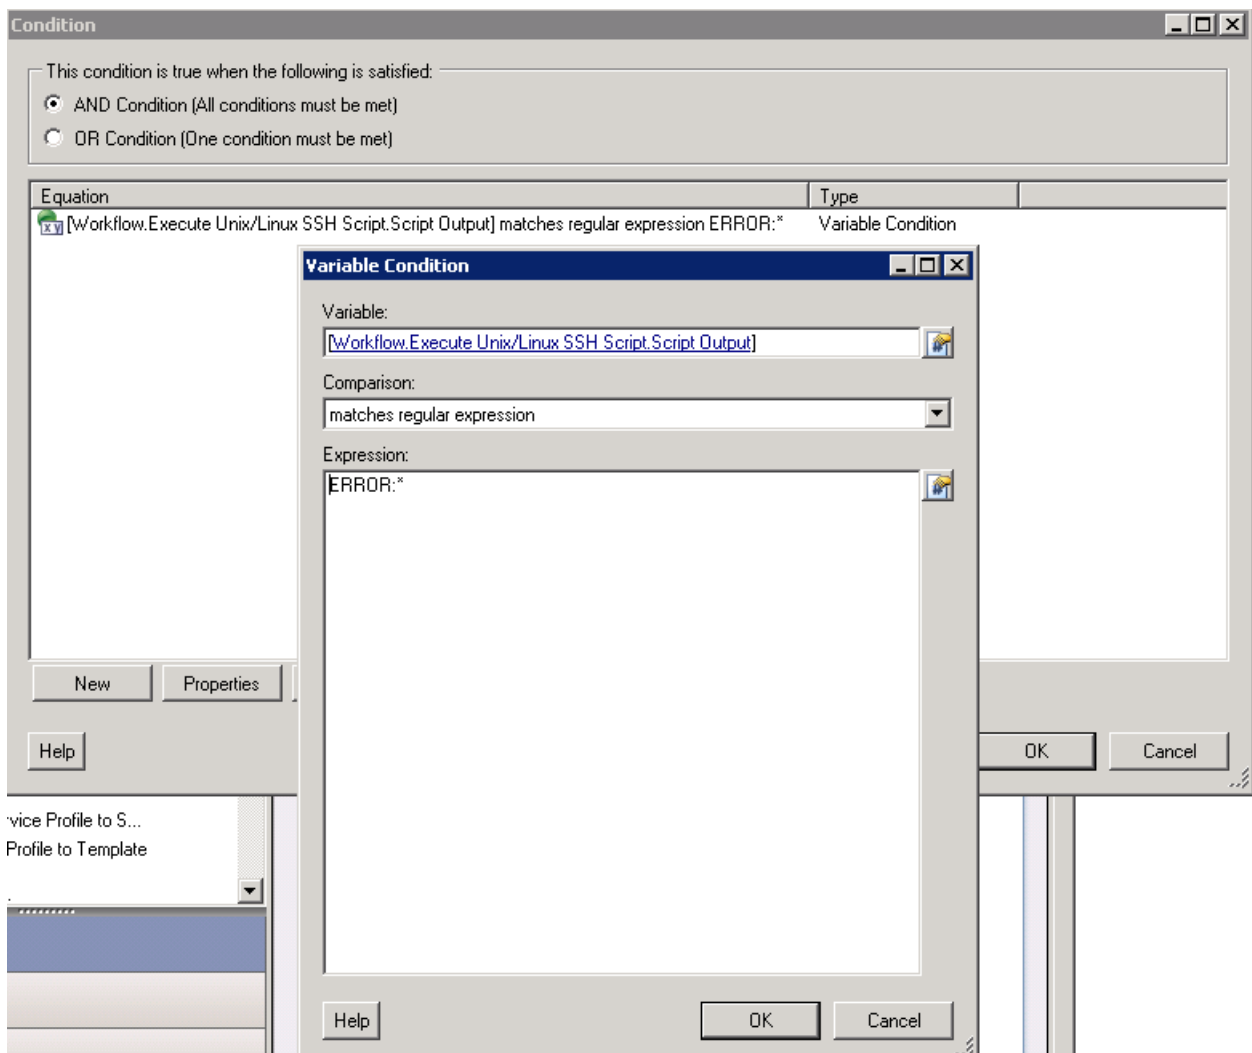 Condition
This condition is true when the following is satisfied:
AND Condition (All conditions must be met)
OR Condition (One condition must be met)
Equation Type
[Workflow.Execute Unix/Linux SSH Script.Script Output] matches regular expression ERROR:* Variable Condition
Variable Condition
Variable:
[Workflow.Execute Unix/Linux SSH Script.Script Output]
Comparison:
matches regular expression
Expression:
ERROR:*
New Properties
Help OK Cancel
vice Profile to S...
Profile to Template
.
Help OK Cancel